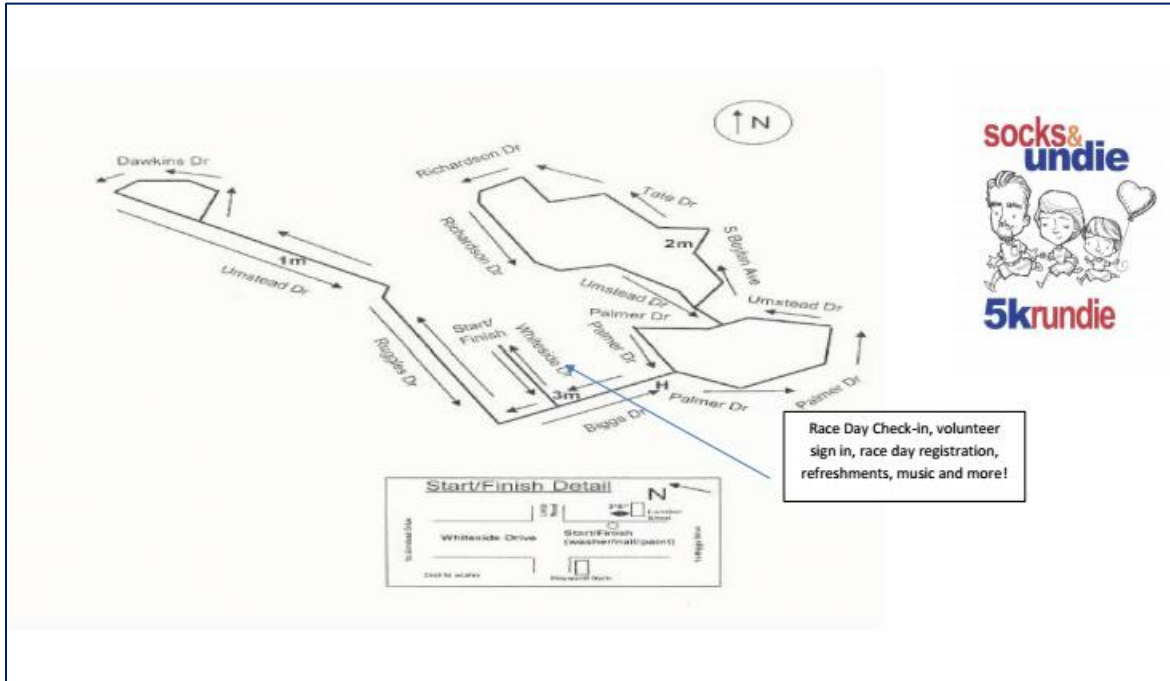 N
Dawkins Dr
Richardson Dr
Tate Dr
Richardson Dr
2m
S Boylan Ave
1m
Umstead Dr
Umstead Dr
Umstead Dr
Palmer Dr
Start/
Finish
Whiteside Dr
Palmer Dr
Ruggles Dr
3m
H
Biggs Dr
Palmer Dr
Palmer Dr
socks&
undie
5krundie
Race Day Check-in, volunteer
sign in, race day registration,
refreshments, music and more!
Start/Finish Detail
N
Whiteside Drive
Start/Finish
(washer/nail/paint)